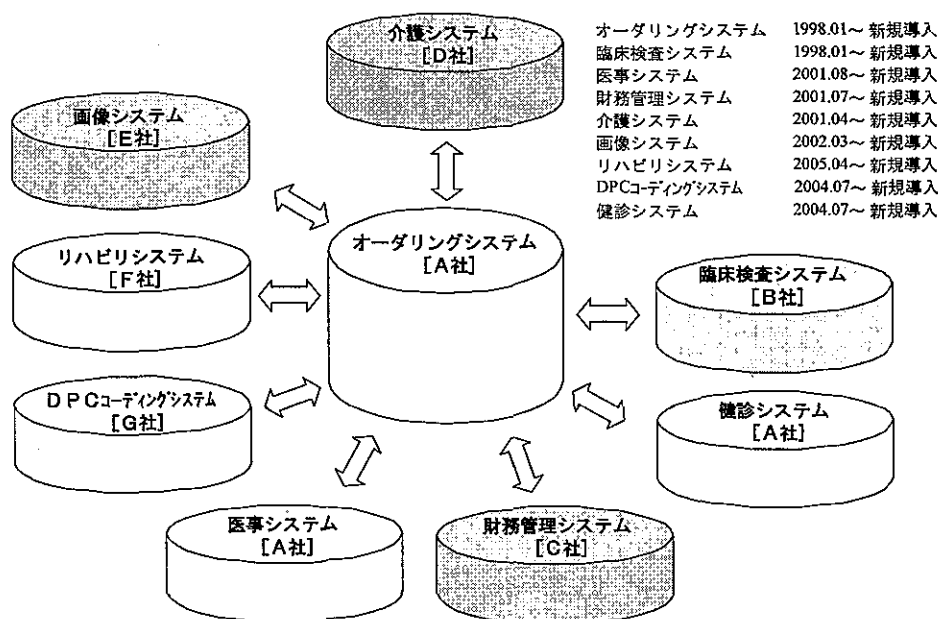 介護システム
[D社]
オーダリングシステム 1998.01~ 新規導入
臨床検査システム 1998.01~ 新規導入
医事システム 2001.08~ 新規導入
財務管理システム 2001.07~ 新規導入
介護システム 2001.04~ 新規導入
画像システム 2002.03~ 新規導入
リハビリシステム 2005.04~ 新規導入
DPCコーディングシステム 2004.07~ 新規導入
健診システム 2004.07~ 新規導入
画像システム
[E社]
オーダリングシステム
[A社]
リハビリシステム
[F社]
臨床検査システム
[B社]
DPCコーディングシステム
[G社]
健診システム
[A社]
医事システム
[A社]
財務管理システム
[C社]